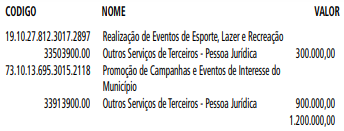 CODIGO NOME VALOR
19.10.27.812.3017.2897 Realização de Eventos de Esporte, Lazer e Recreação
33503900.00 Outros Serviços de Terceiros - Pessoa Jurídica 300.000,00
73.10.13.695.3015.2118 Promoção de Campanhas e Eventos de Interesse do
Município
33913900.00 Outros Serviços de Terceiros - Pessoa Jurídica 900.000,00
1.200.000,00